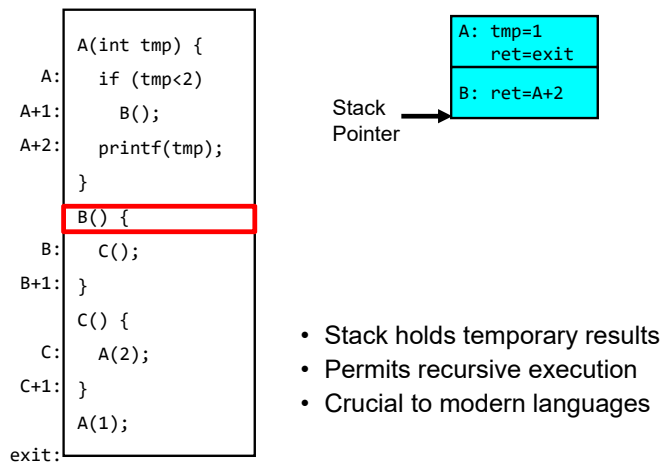 A(int tmp) {
A: if (tmp<2)
A+1: B();
A+2: printf(tmp);
}
B() {
B: C();
B+1: }
C() {
C: A(2);
C+1: }
A(1);
exit:
A: tmp=1
ret=exit
B: ret=A+2
Stack
Pointer
• Stack holds temporary results
• Permits recursive execution
• Crucial to modern languages